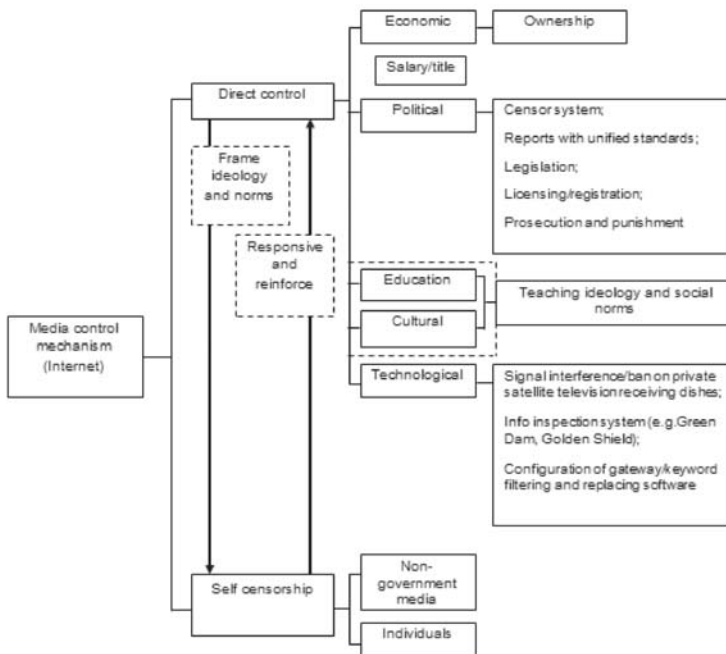 Economic
Ownership
Salary/title
Direct control
Political
Censor system;
Reports with unified standards;
Legislation;
Licensing/registration;
Prosecution and punishment
Frame
ideology
and norms
Responsive
and
reinforce
Education
Cultural
Teaching ideology and social
norms
Media control
mechanism
(Internet)
Technological
Signal interference/ban on private
satellite television receiving dishes;
Info inspection system (e.g.Green
Dam, Golden Shield);
Configuration of gateway/keyword
filtering and replacing software
Self censorship
Non-
government
media
Individuals